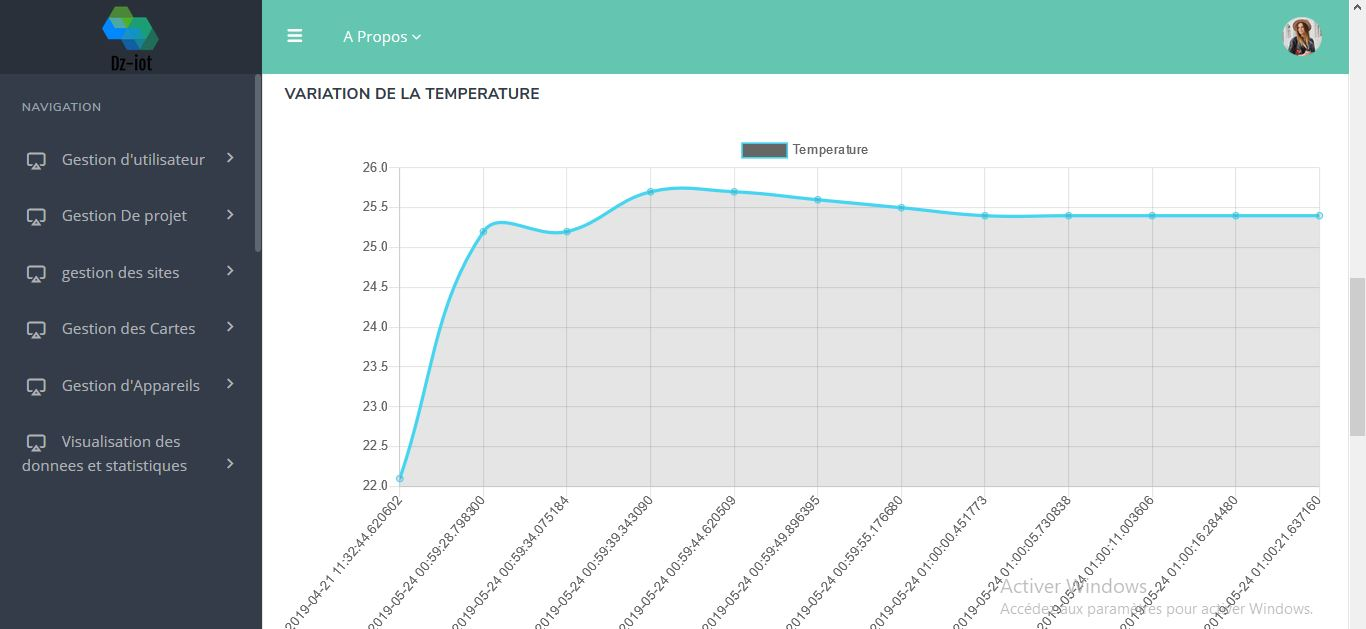 Dz-iot
A Propos
NAVIGATION
Gestion d'utilisateur
Gestion De projet
gestion des sites
Gestion des Cartes
Gestion d'Appareils
Visualisation des
donnees et statistiques
VARIATION DE LA TEMPERATURE
Temperature
26.0
25.5
25.0
24.5
24.0
23.5
23.0
22.5
22.0
2019-04-21 11:32:44.620602
2019-05-24 00:59:28.798300
2019-05-24 00:59:34.075184
2019-05-24 00:59:39.343090
2019-05-24 00:59:44.620509
2019-05-24 00:59:49.896395
2019-05-24 00:59:55.176680
2019-05-24 01:00:00.451773
2019-05-24 01:00:05.730838
2019-05-24 01:00:11.003606
2019-05-24 01:00:16.284480
2019-05-24 01:00:21.637160
Activer Windows
Accédez aux paramètres pour activer Windows.